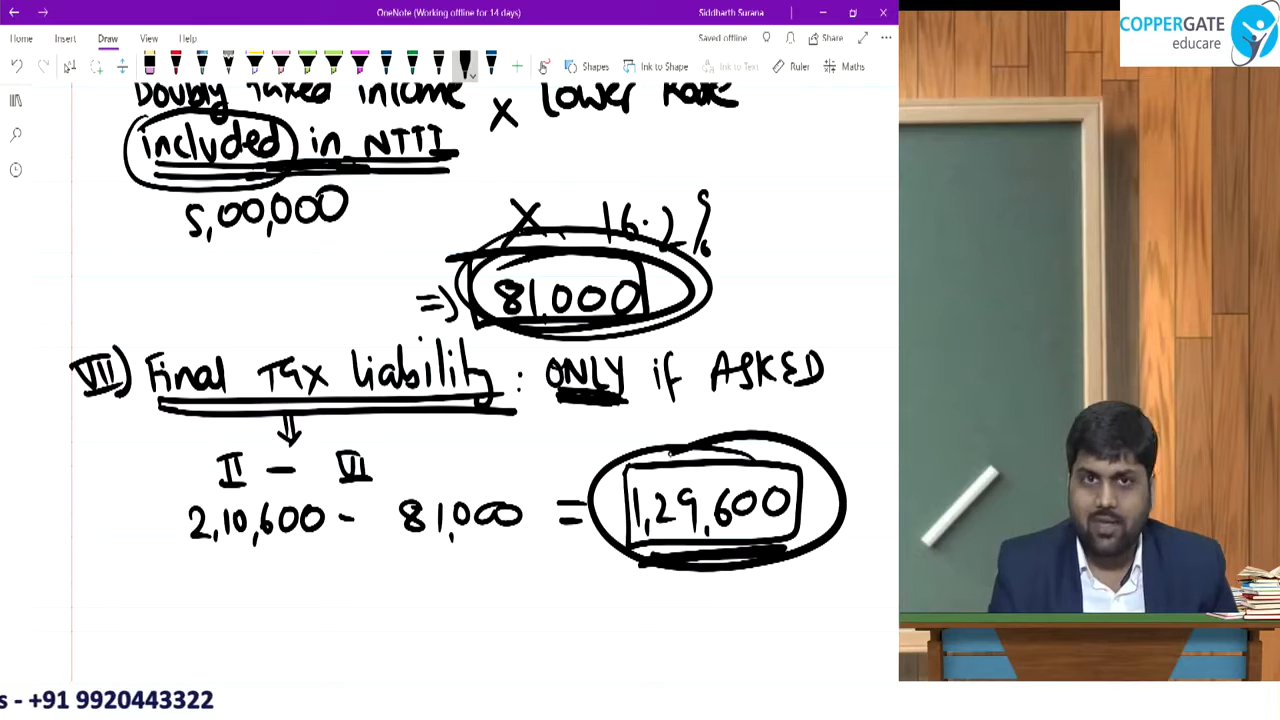 OneNote (Working offline for 14 days)
Siddharth Surana
Home Insert Draw View Help
Saved offline
Share
Shapes
Ink to Shape
Ink to Text
Ruler
Maths
COPPERGATE
educare
Doubly taxed income × Lower Rate
included in NTTI
5,00,000
× 16.2%
=) 81,000
VII) Final Tax Liability : ONLY if ASKED
II - VI
2,10,600 - 81,000 = 1,29,600
s - +91 9920443322